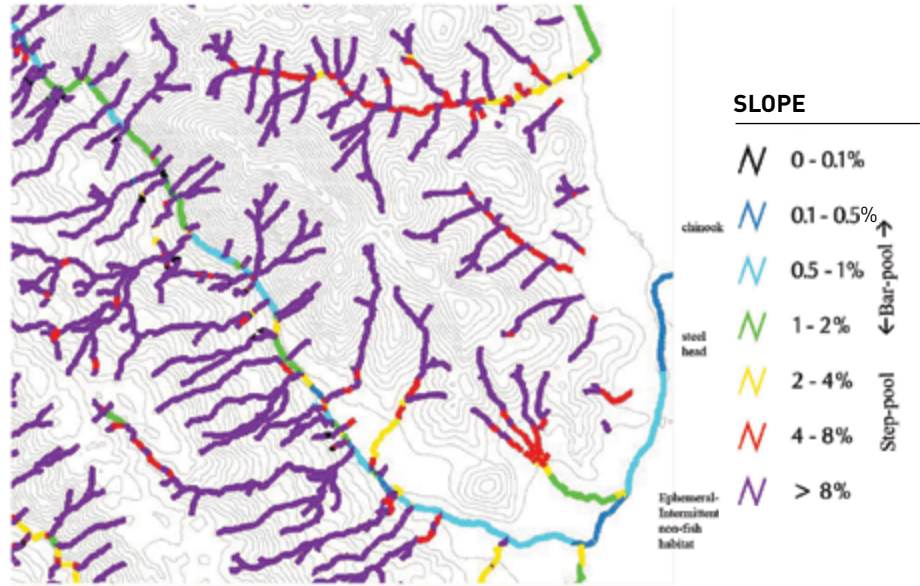 SLOPE
0 - 0.1%
0.1 - 0.5%
0.5 - 1%
1 - 2%
2 - 4%
4 - 8%
> 8%
←Bar-pool→
Step-pool
chinook
steel
head
Ephemeral-
Intermittent
non-fish
habitat